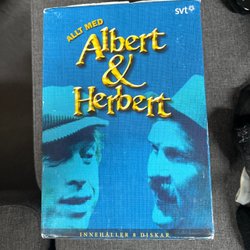 svt
ALLT MED
Albert
&
Herbert
INNEHÅLLER 8 DISKAR